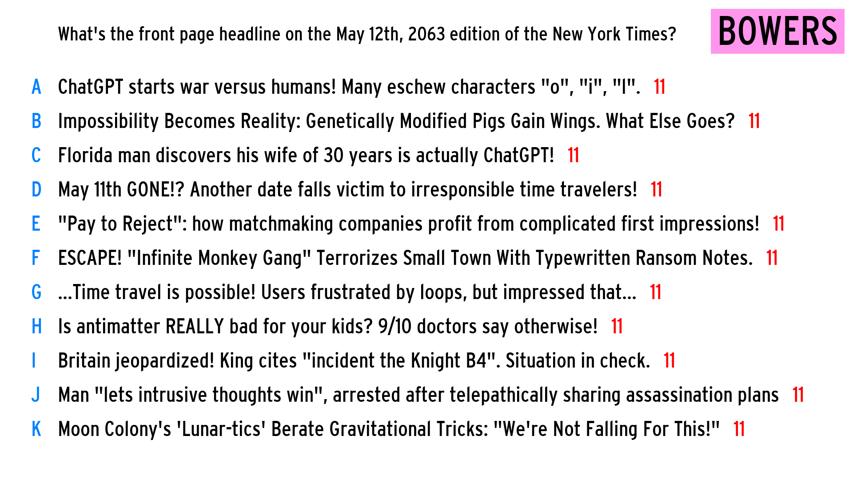 What's the front page headline on the May 12th, 2063 edition of the New York Times?
BOWERS
A ChatGPT starts war versus humans! Many eschew characters "o", "i", "l". 11
B Impossibility Becomes Reality: Genetically Modified Pigs Gain Wings. What Else Goes? 11
C Florida man discovers his wife of 30 years is actually ChatGPT! 11
D May 11th GONE!? Another date falls victim to irresponsible time travelers! 11
E "Pay to Reject": how matchmaking companies profit from complicated first impressions! 11
F ESCAPE! "Infinite Monkey Gang" Terrorizes Small Town With Typewritten Ransom Notes. 11
G ...Time travel is possible! Users frustrated by loops, but impressed that... 11
H Is antimatter REALLY bad for your kids? 9/10 doctors say otherwise! 11
I Britain jeopardized! King cites "incident the Knight B4". Situation in check. 11
J Man "lets intrusive thoughts win", arrested after telepathically sharing assassination plans 11
K Moon Colony's 'Lunar-tics' Berate Gravitational Tricks: "We're Not Falling For This!" 11